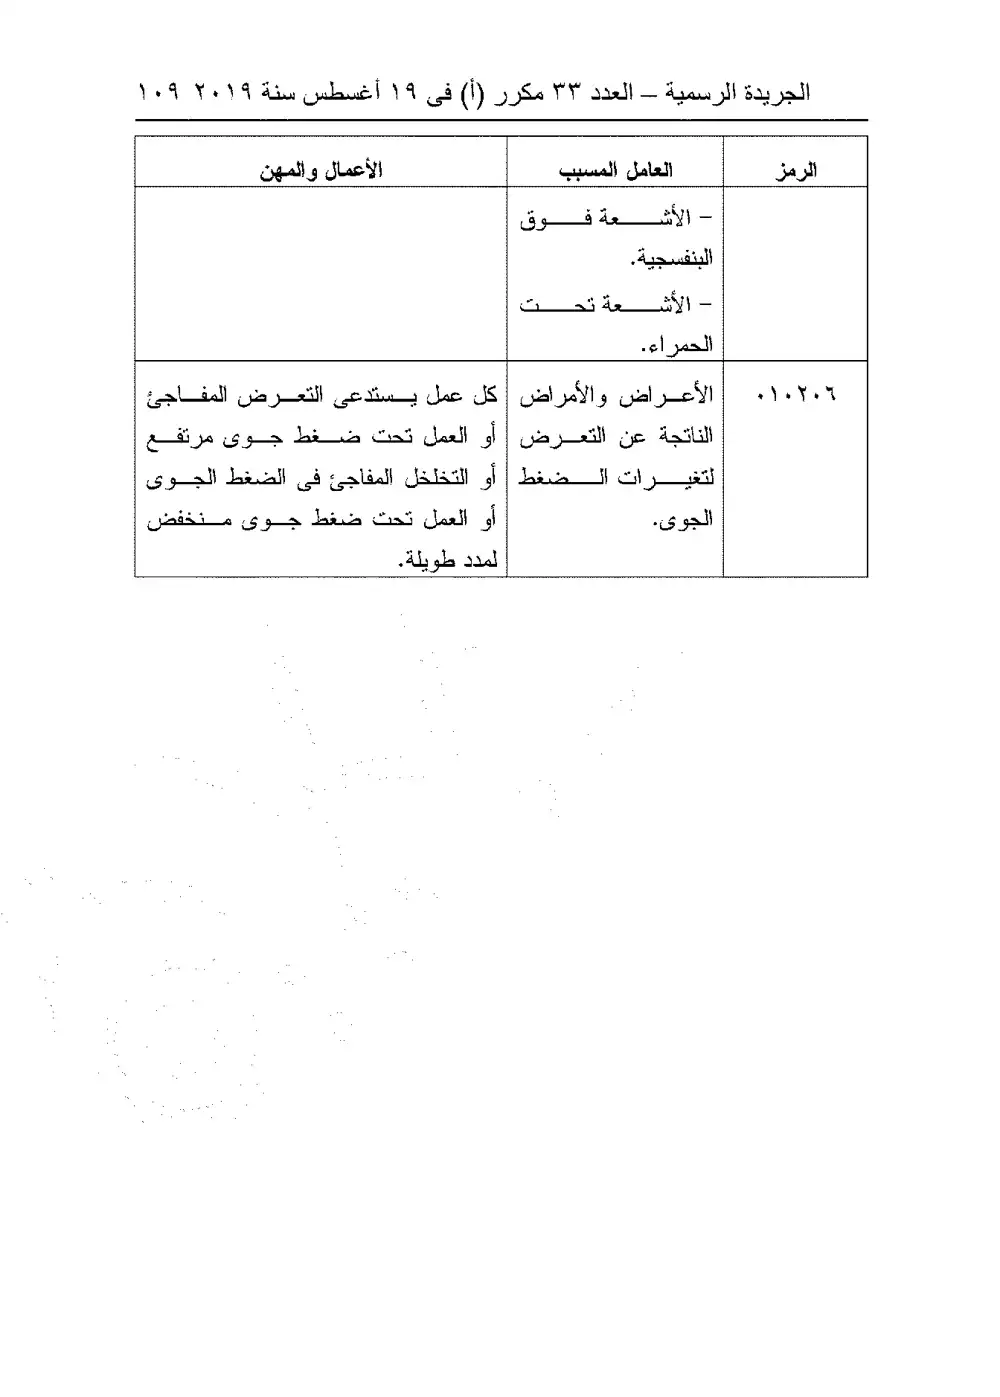 الجريدة الرسمية – العدد ٣٣ مكرر (أ) فى ١٩ أغسطس سنة ٢٠١٩ ١٠٩
الرمز العامل المسبب الأعمال والمهن
– الأشعة فوق
البنفسجية.
– الأشعة تحت
الحمراء.
٠١٠٢٠٦ الأعراض والأمراض كل عمل يستدعى التعرض المفاجئ
الناتجة عن التعرض أو العمل تحت ضغط جوى مرتفع
لتغيرات الضغط أو التخلخل المفاجئ فى الضغط الجوى
الجوى. أو العمل تحت ضغط جوى منخفض
لمدد طويلة.